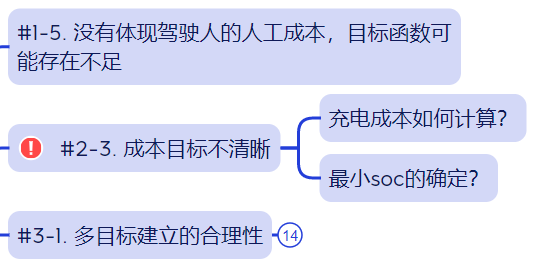 #1-5. 没有体现驾驶人的人工成本，目标函数可
能存在不足
充电成本如何计算?
! #2-3. 成本目标不清晰
最小soc的确定?
#3-1. 多目标建立的合理性 14